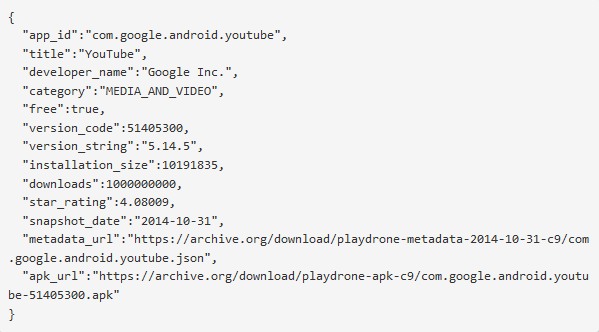 {
"app_id":"com.google.android.youtube",
"title":"YouTube",
"developer_name":"Google Inc.",
"category":"MEDIA_AND_VIDEO",
"free":true,
"version_code":51405300,
"version_string":"5.14.5",
"installation_size":10191835,
"downloads":1000000000,
"star_rating":4.08009,
"snapshot_date":"2014-10-31",
"metadata_url":"https://archive.org/download/playdrone-metadata-2014-10-31-c9/com
.google.android.youtube.json",
"apk_url":"https://archive.org/download/playdrone-apk-c9/com.google.android.youtu
be-51405300.apk"
}